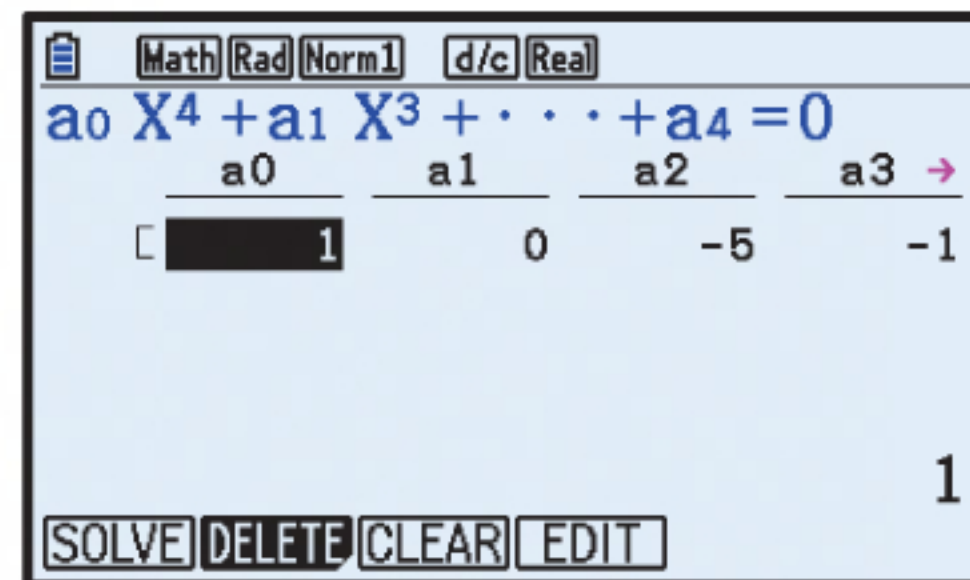 Math Rad Norm1 d/c Real
a₀ X⁴ +a₁ X³ +· · ·+a₄ =0
a0 a1 a2 a3 →
[ 1 0 -5 -1
1
SOLVE DELETE CLEAR EDIT